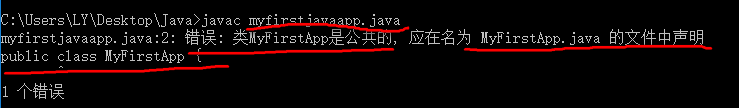 C:\Users\LY\Desktop\Java>javac myfirstjavaapp.java
myfirstjavaapp.java:2: 错误: 类MyFirstApp是公共的, 应在名为 MyFirstApp.java 的文件中声明
public class MyFirstApp {
1 个错误